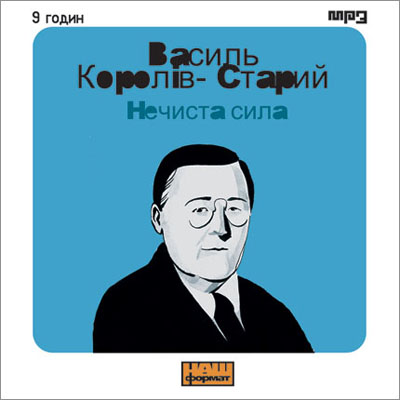 9 годин
mp3
Василь
Королів- Старий
Нечиста сила
наш
формат